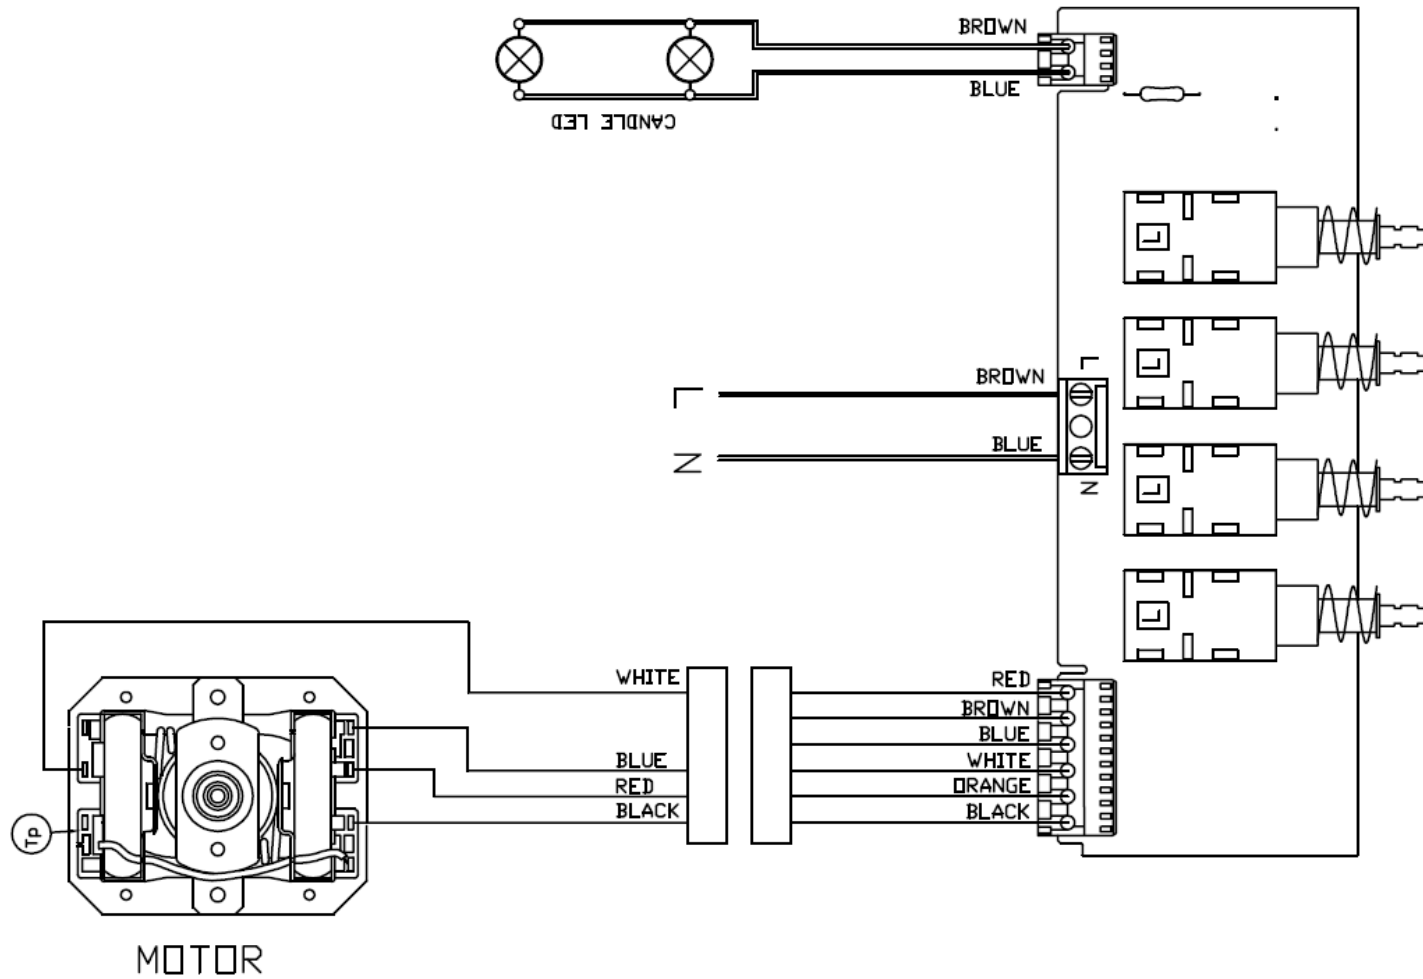 BROWN
BLUE
CANDLE LED
L
BROWN
L
L
L
BLUE
N
N
L
L
WHITE
RED
BROWN
BLUE
BLUE
WHITE
RED
ORANGE
BLACK
BLACK
Tp
MOTOR